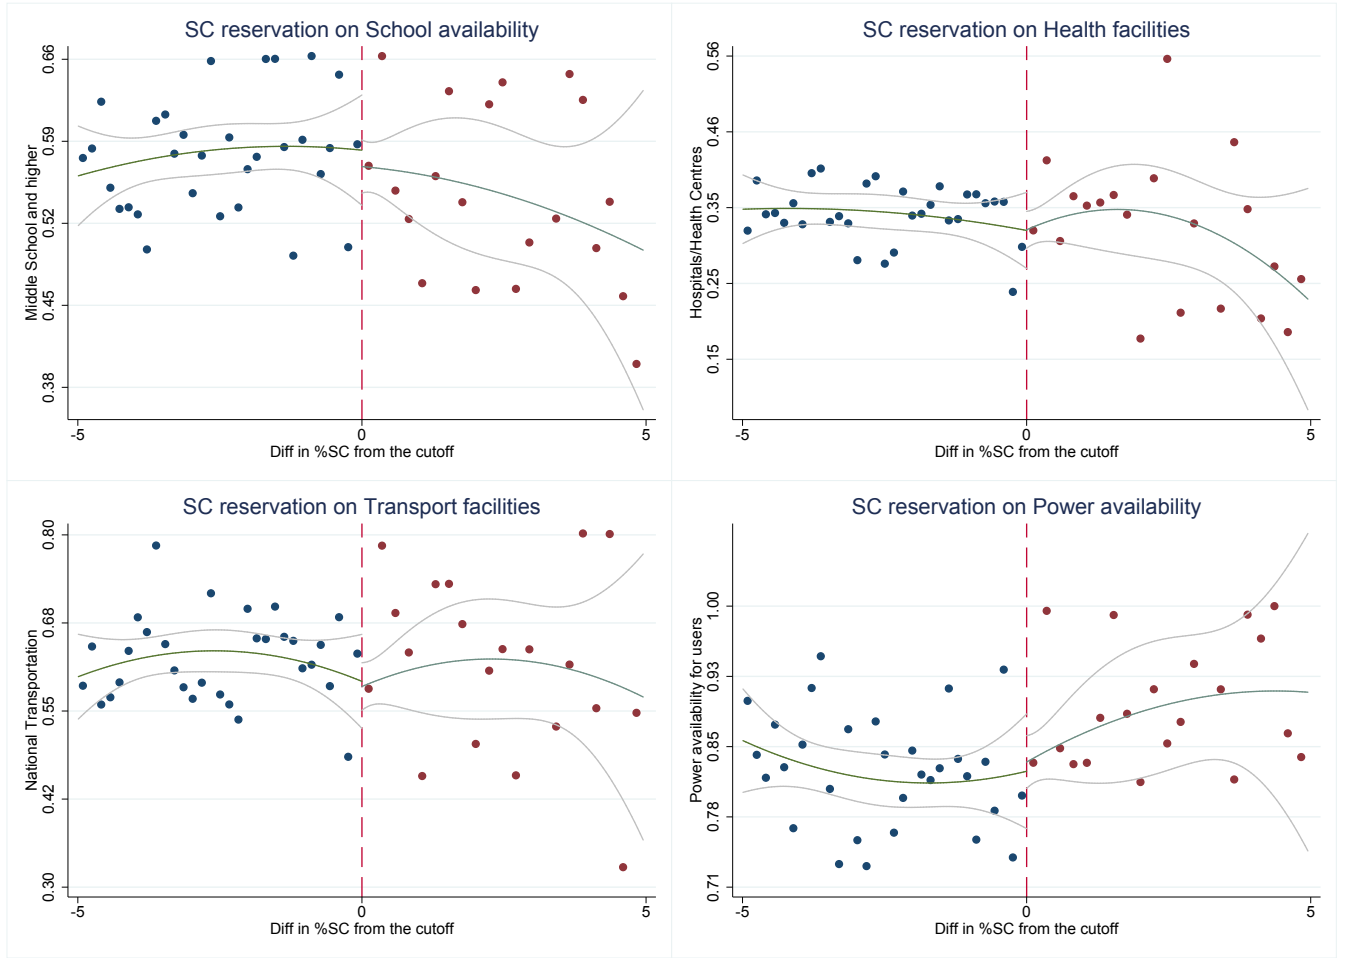 SC reservation on School availability
Middle School and higher
0.66
0.59
0.52
0.45
0.38
-5
0
5
Diff in %SC from the cutoff
SC reservation on Health facilities
Hospitals/Health Centres
0.56
0.46
0.35
0.25
0.15
-5
0
5
Diff in %SC from the cutoff
SC reservation on Transport facilities
National Transportation
0.80
0.68
0.55
0.42
0.30
-5
0
5
Diff in %SC from the cutoff
SC reservation on Power availability
Power availability for users
1.00
0.93
0.85
0.78
0.71
-5
0
5
Diff in %SC from the cutoff